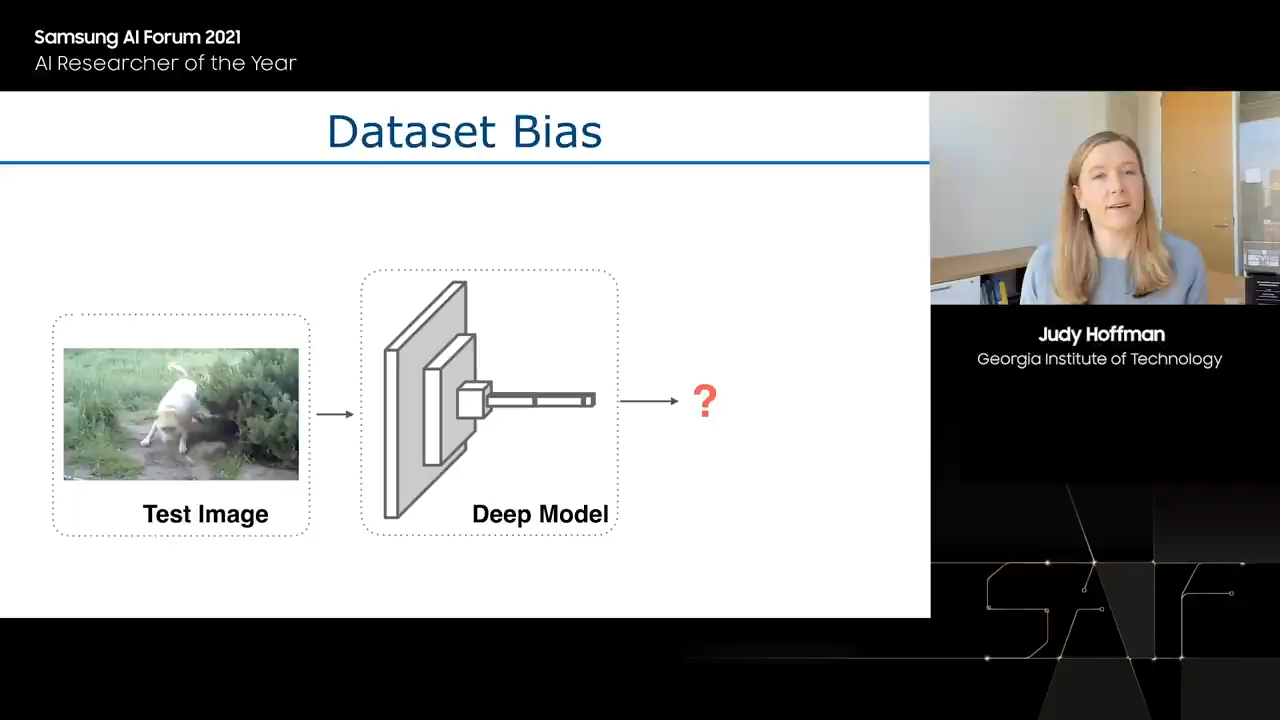 Samsung AI Forum 2021
AI Researcher of the Year
Dataset Bias
Test Image
Deep Model
?
Judy Hoffman
Georgia Institute of Technology
SAIF